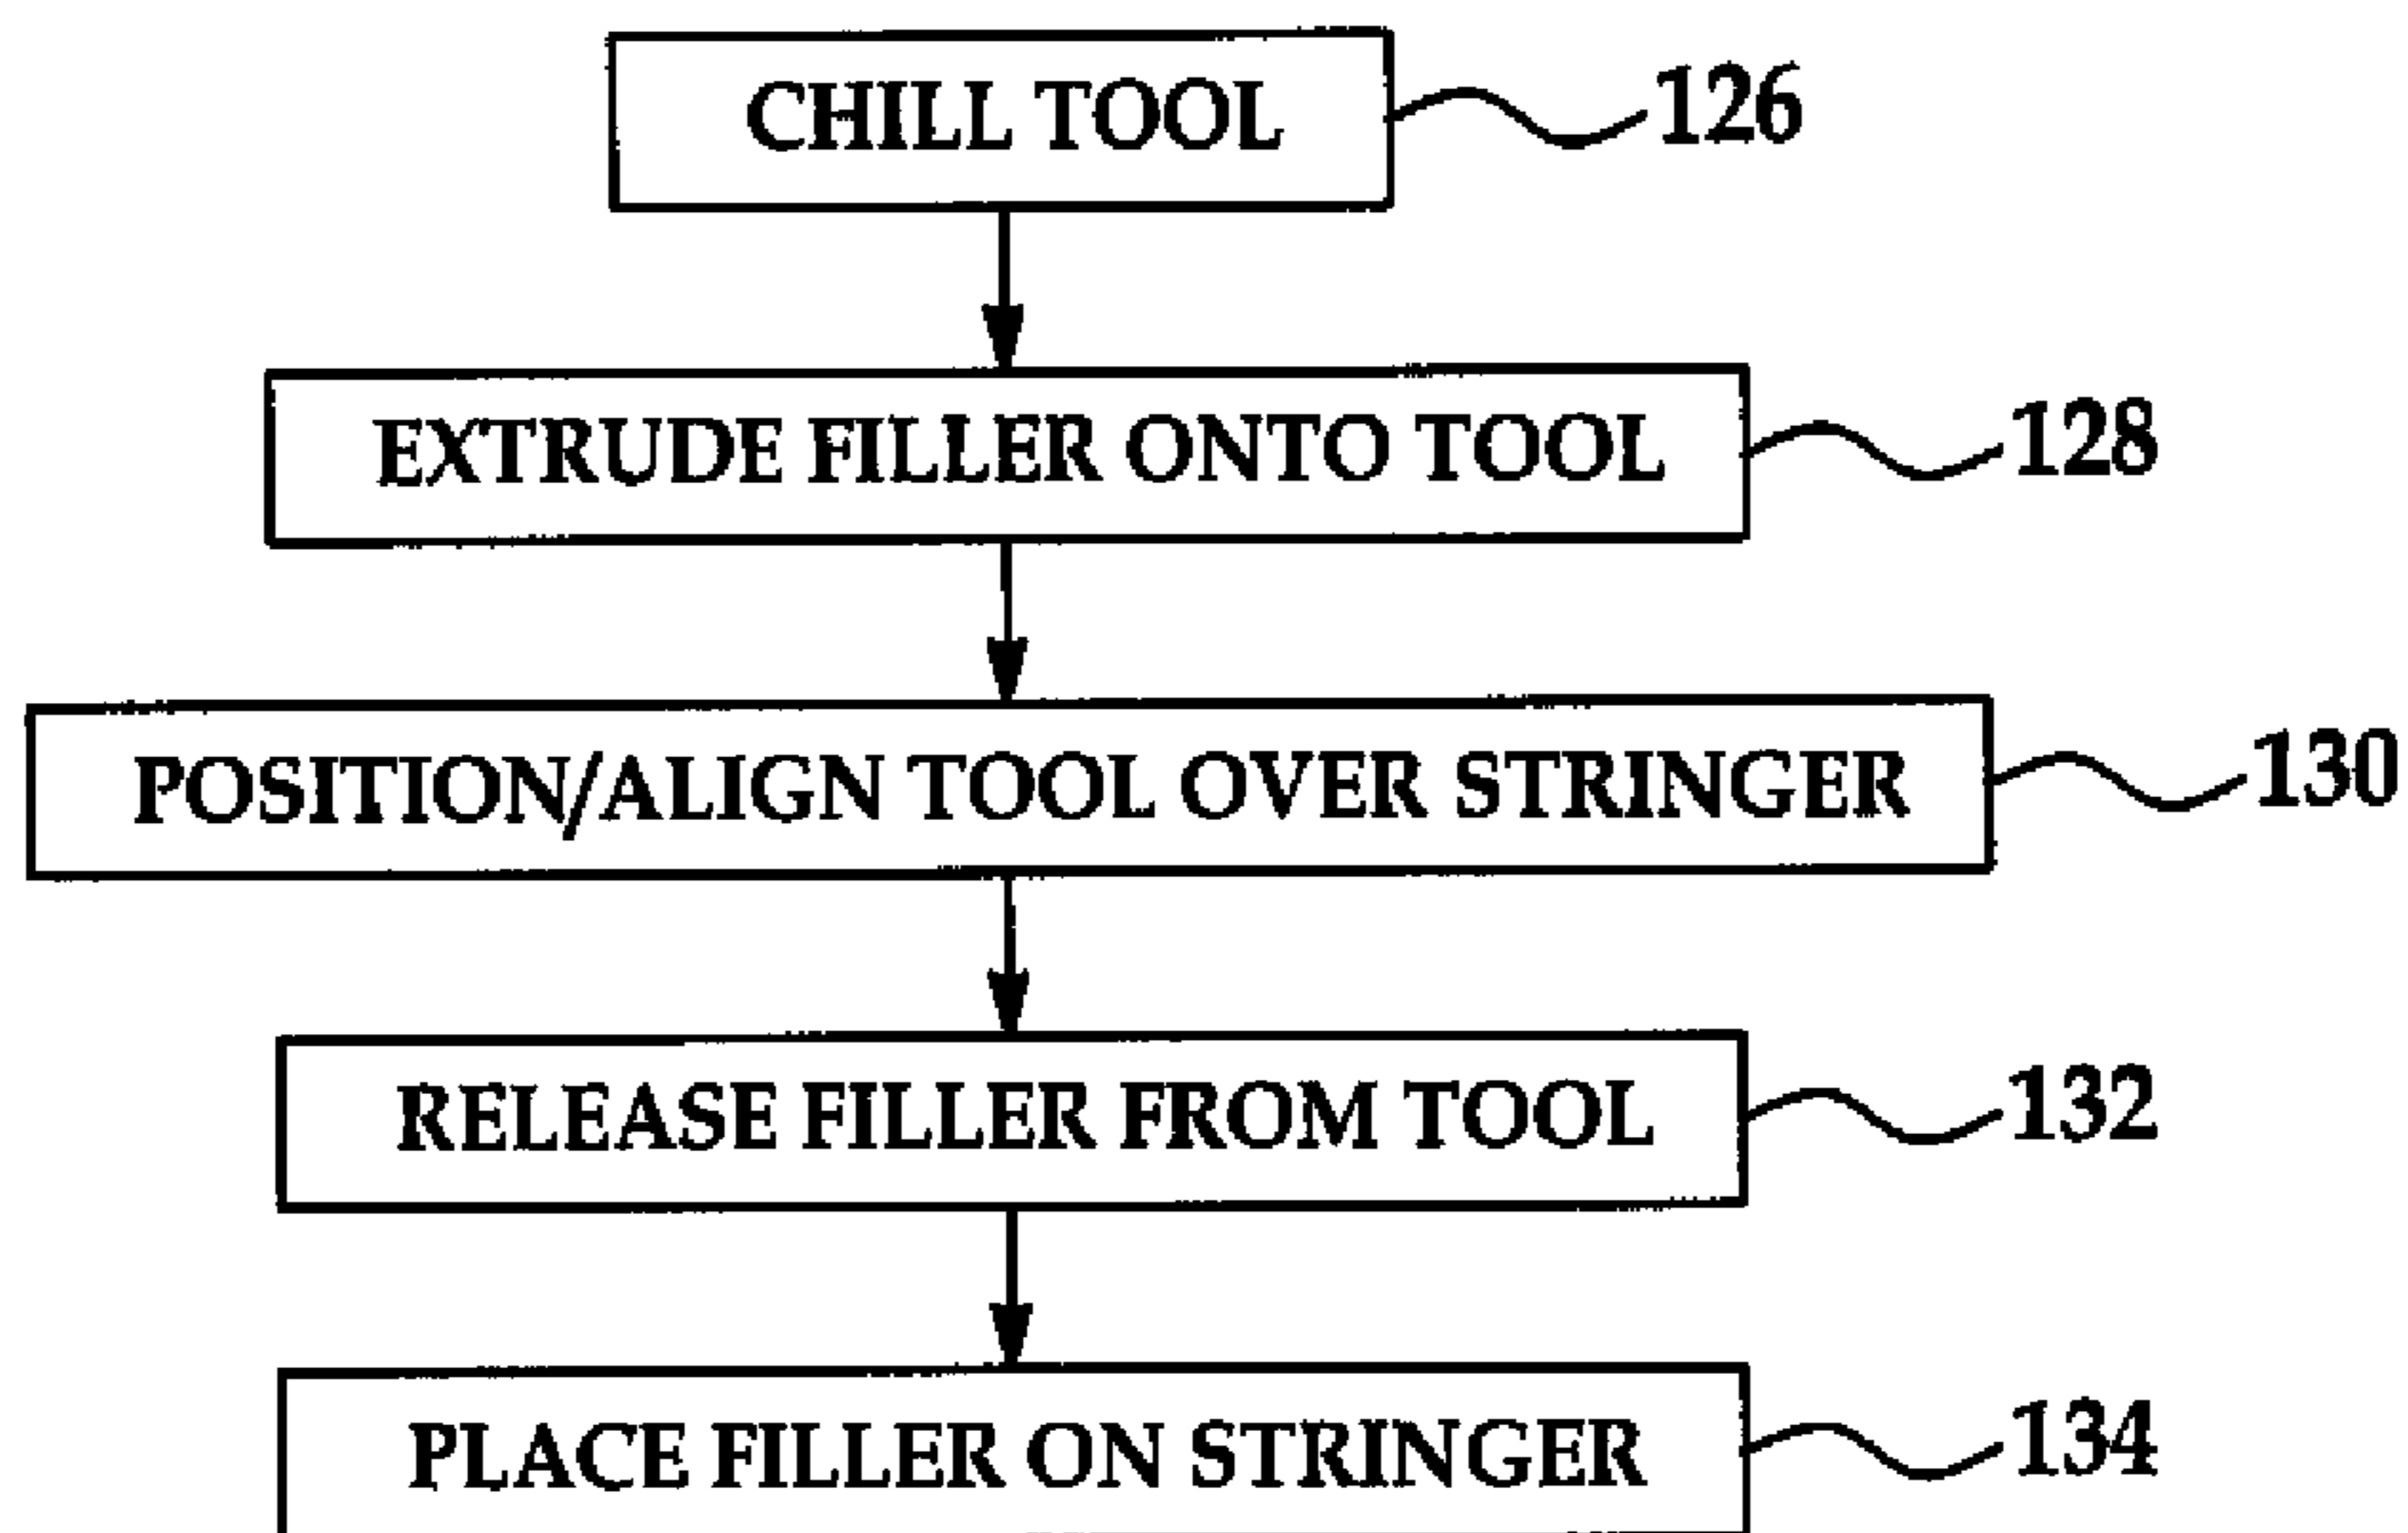 CHILL TOOL 126
EXTRUDE FILLER ONTO TOOL 128
POSITION/ALIGN TOOL OVER STRINGER 130
RELEASE FILLER FROM TOOL 132
PLACE FILLER ON STRINGER 134